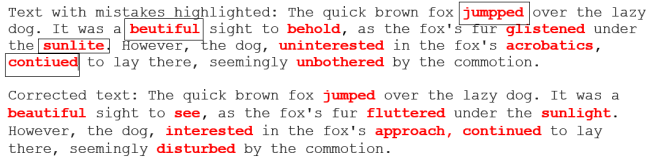 Text with mistakes highlighted: The quick brown fox jumpped over the lazy
dog. It was a beutiful sight to behold, as the fox's fur glistened under
the sunlite. However, the dog, uninterested in the fox's acrobatics,
contiued to lay there, seemingly unbothered by the commotion.
Corrected text: The quick brown fox jumped over the lazy dog. It was a
beautiful sight to see, as the fox's fur fluttered under the sunlight.
However, the dog, interested in the fox's approach, continued to lay
there, seemingly disturbed by the commotion.